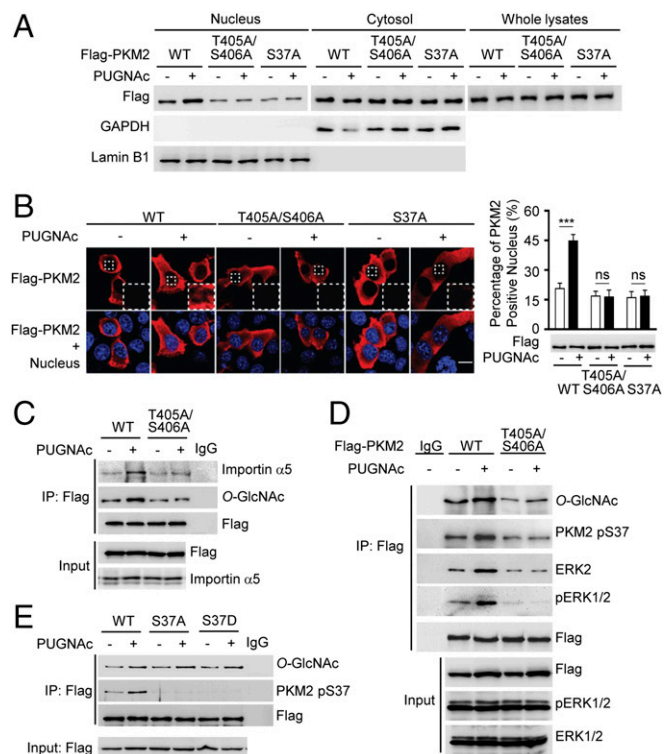 A
Nucleus Cytosol Whole lysates
Flag-PKM2 WT T405A/S406A S37A WT T405A/S406A S37A WT T405A/S406A S37A
PUGNAc - + - + - + - + - + - + - + - + - +
Flag
GAPDH
Lamin B1
B
WT T405A/S406A S37A
PUGNAc - + - + - +
Flag-PKM2
Flag-PKM2
+
Nucleus
Percentage of PKM2
Positive Nucleus (%)
60
45
30
15
0
*** ns ns
Flag
PUGNAc - + - + - +
WT T405A/S406A S37A
C
WT T405A/S406A IgG
PUGNAc - + - + -
IP: Flag
Importin α5
O-GlcNAc
Flag
Input
Flag
Importin α5
D
Flag-PKM2 IgG WT T405A/S406A
PUGNAc - - + - +
IP: Flag
O-GlcNAc
PKM2 pS37
ERK2
pERK1/2
Flag
Input
Flag
pERK1/2
ERK1/2
E
WT S37A S37D IgG
PUGNAc - + - + - + -
IP: Flag
O-GlcNAc
PKM2 pS37
Flag
Input: Flag